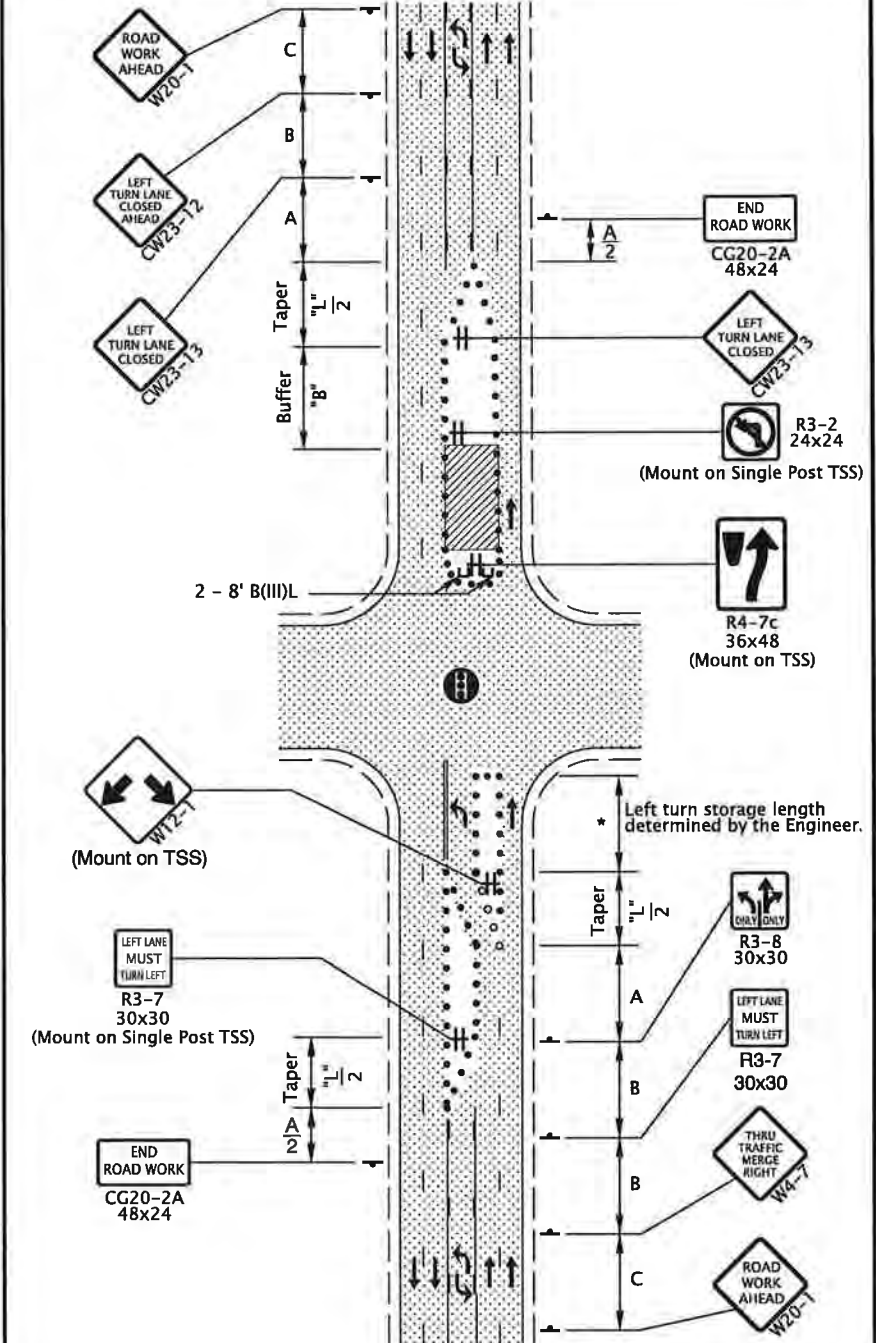 ROAD
WORK
AHEAD
W20-1
C
B
LEFT
TURN LANE
CLOSED
AHEAD
CW23-12
A
END
ROAD WORK
CG20-2A
48x24
A
2
Taper
"L"
2
LEFT
TURN LANE
CLOSED
CW23-13
LEFT
TURN LANE
CLOSED
CW23-13
Buffer
"B"
R3-2
24x24
(Mount on Single Post TSS)
2 - 8' B(III)L
R4-7c
36x48
(Mount on TSS)
W12-1
(Mount on TSS)
* Left turn storage length
determined by the Engineer.
Taper
"L"
2
ONLY ONLY
R3-8
30x30
LEFT LANE
MUST
TURN LEFT
R3-7
30x30
(Mount on Single Post TSS)
A
LEFT LANE
MUST
TURN LEFT
R3-7
30x30
Taper
"L"
2
B
A
2
END
ROAD WORK
CG20-2A
48x24
THRU
TRAFFIC
MERGE
RIGHT
W4-7
B
C
ROAD
WORK
AHEAD
W20-1